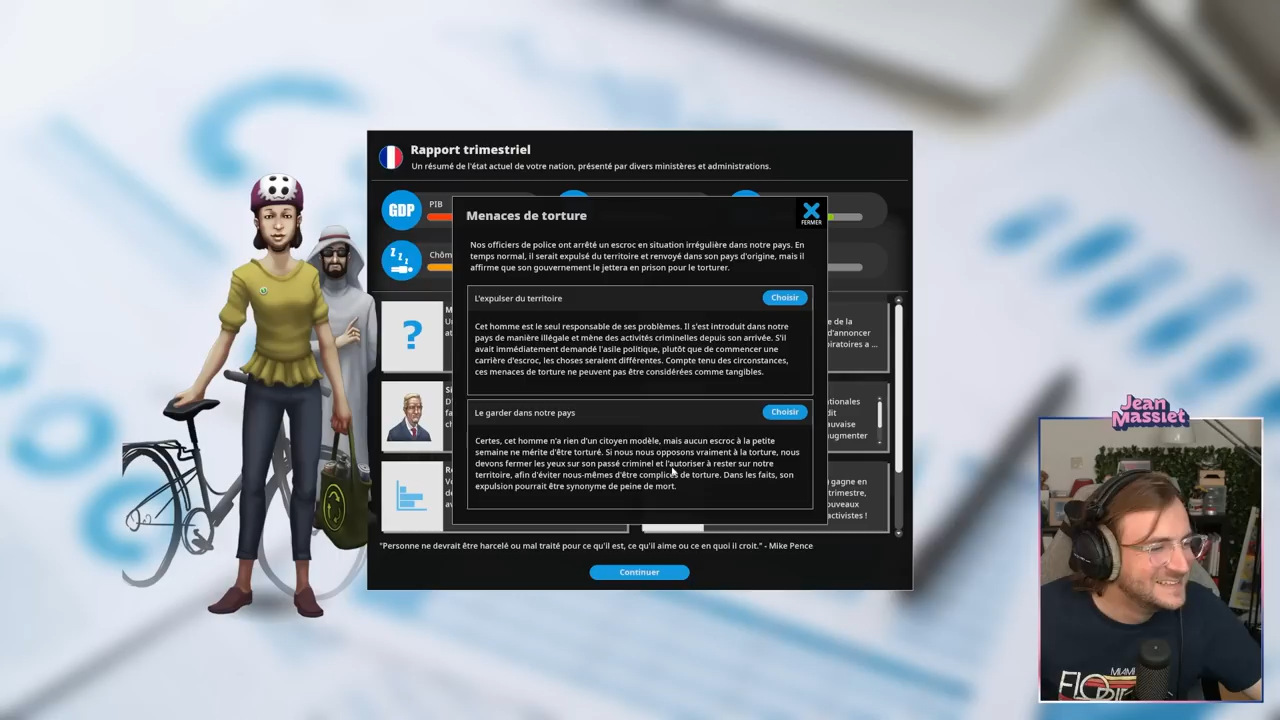 Rapport trimestriel
Un résumé de l'état actuel de votre nation, présenté par divers ministères et administrations.
GDP
PIB
Chôm
Menaces de torture
FERMER
Nos officiers de police ont arrêté un escroc en situation irrégulière dans notre pays. En
temps normal, il serait expulsé du territoire et renvoyé dans son pays d'origine, mais il
affirme que son gouvernement le jettera en prison pour le torturer.
L'expulser du territoire
Choisir
Cet homme est le seul responsable de ses problèmes. Il s'est introduit dans notre
pays de manière illégale et mène des activités criminelles depuis son arrivée. S'il
avait immédiatement demandé l'asile politique, plutôt que de commencer une
carrière d'escroc, les choses seraient différentes. Compte tenu des circonstances,
ces menaces de torture ne peuvent pas être considérées comme tangibles.
Le garder dans notre pays
Choisir
Certes, cet homme n'a rien d'un citoyen modèle, mais aucun escroc à la petite
semaine ne mérite d'être torturé. Si nous nous opposons vraiment à la torture, nous
devons fermer les yeux sur son passé criminel et l'autoriser à rester sur notre
territoire, afin d'éviter nous-mêmes d'être complices de torture. Dans les faits, son
expulsion pourrait être synonyme de peine de mort.
e de la
d'annoncer
piratoires a ...
ationales
dit
auvaise
ugmenter
gagne en
trimestre,
ouveaux
activistes !
"Personne ne devrait être harcelé ou mal traité pour ce qu'il est, ce qu'il aime ou ce en quoi il croit." - Mike Pence
Continuer
Jean
Massiet
MIAMI